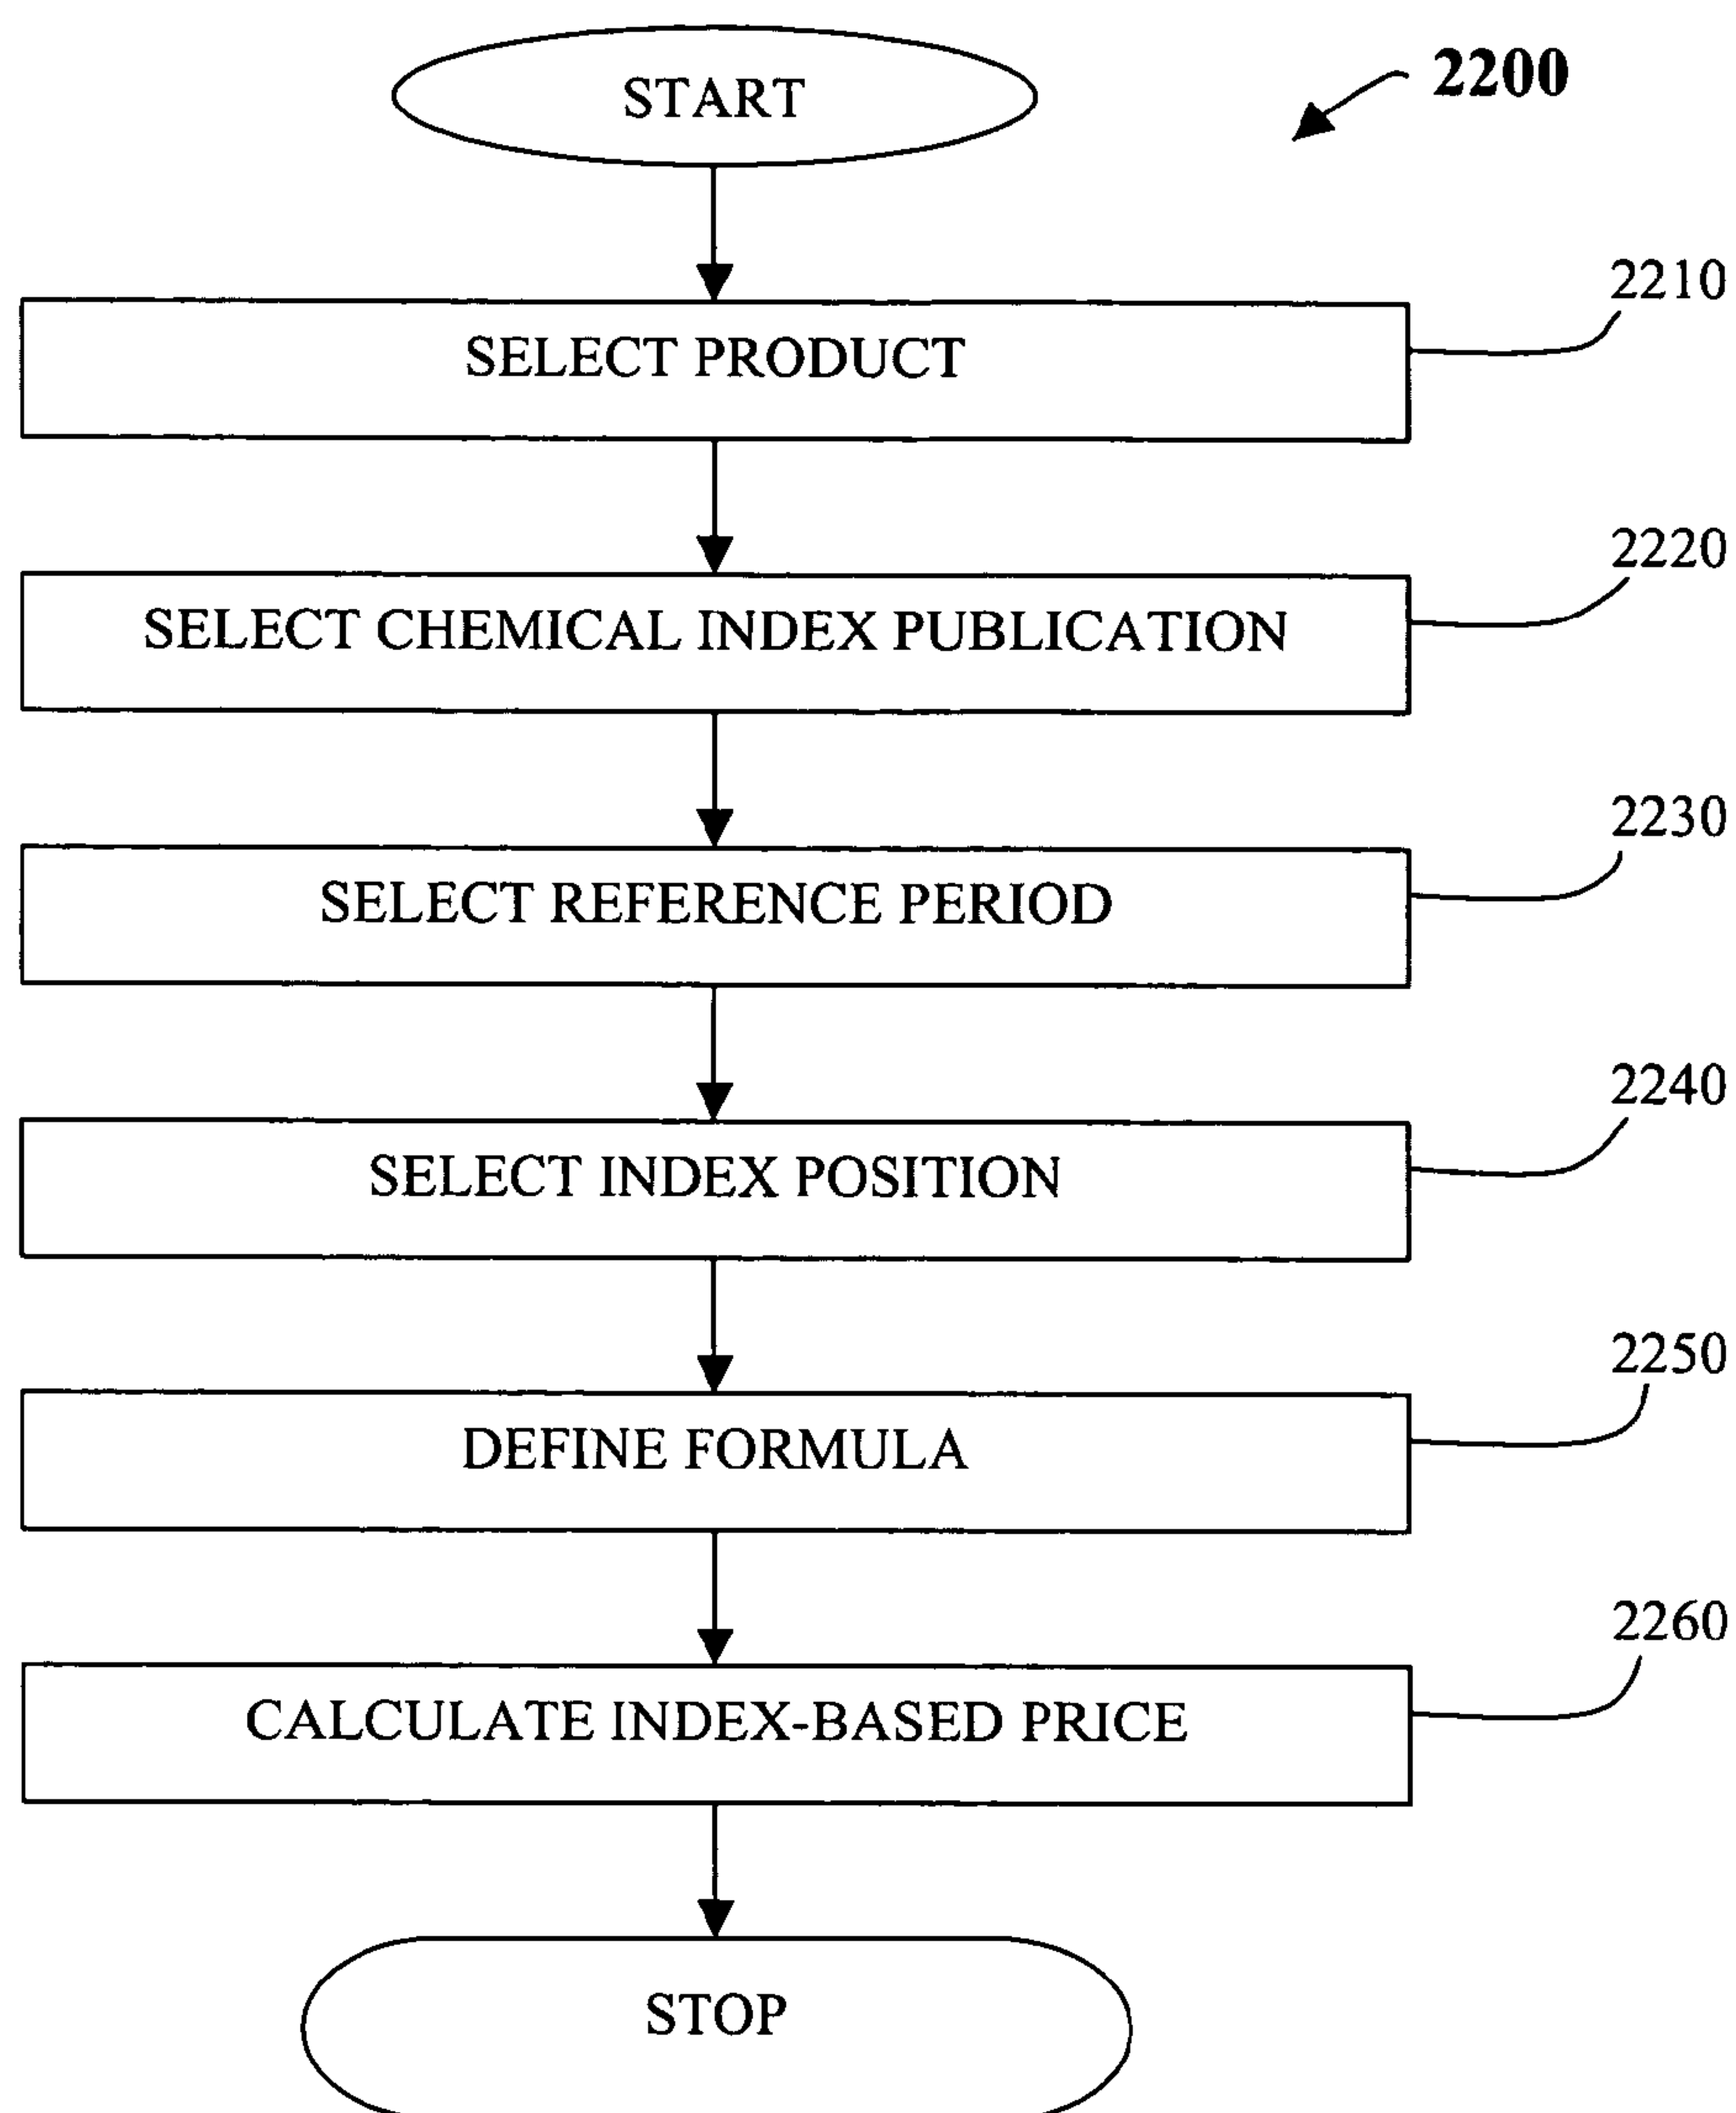 START
2200
2210
SELECT PRODUCT
2220
SELECT CHEMICAL INDEX PUBLICATION
2230
SELECT REFERENCE PERIOD
2240
SELECT INDEX POSITION
2250
DEFINE FORMULA
2260
CALCULATE INDEX-BASED PRICE
STOP